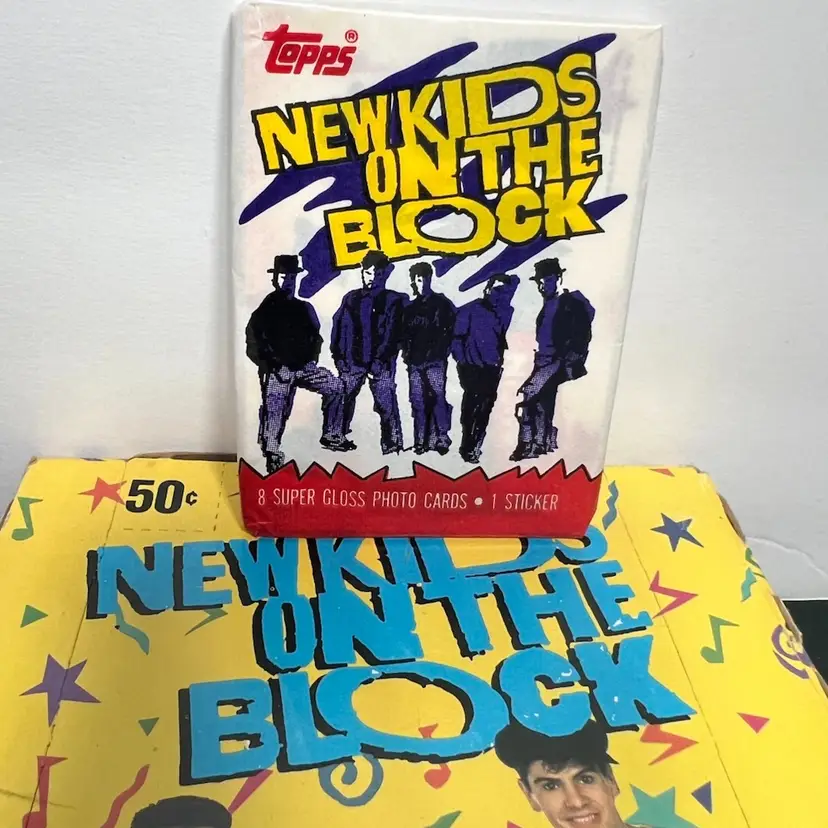 Topps®
NEW KIDS
ON THE
BLOCK
8 SUPER GLOSS PHOTO CARDS • 1 STICKER
50¢
NEW KIDS
ON THE
BLOCK